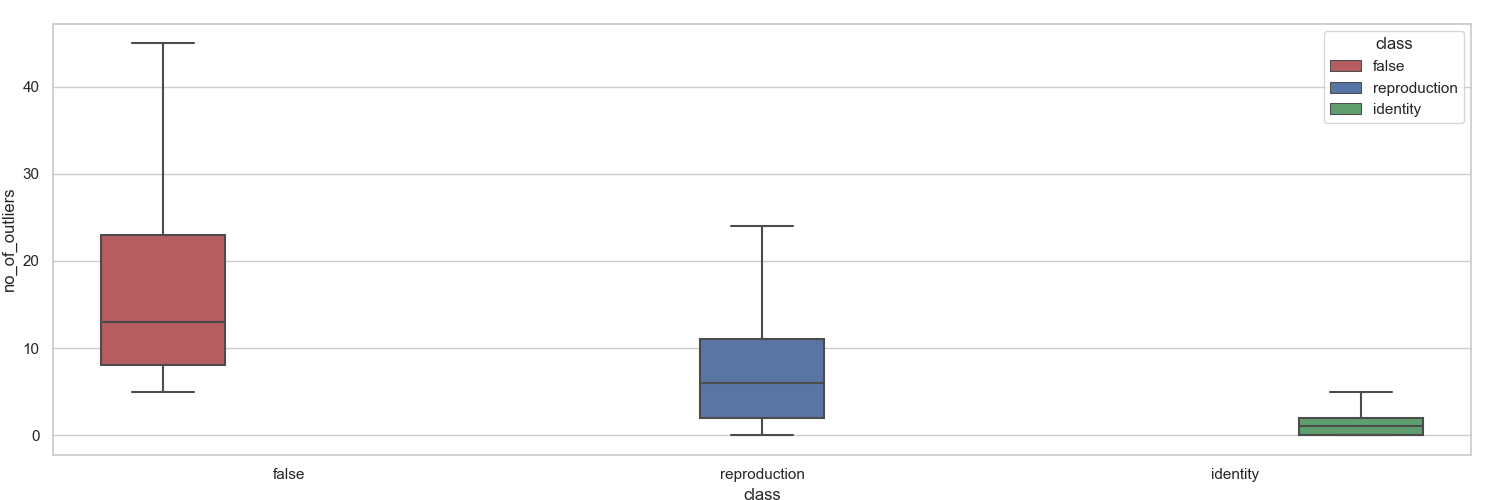 class
false
reproduction
identity
40
30
20
10
0
no_of_outliers
false
reproduction
identity
class